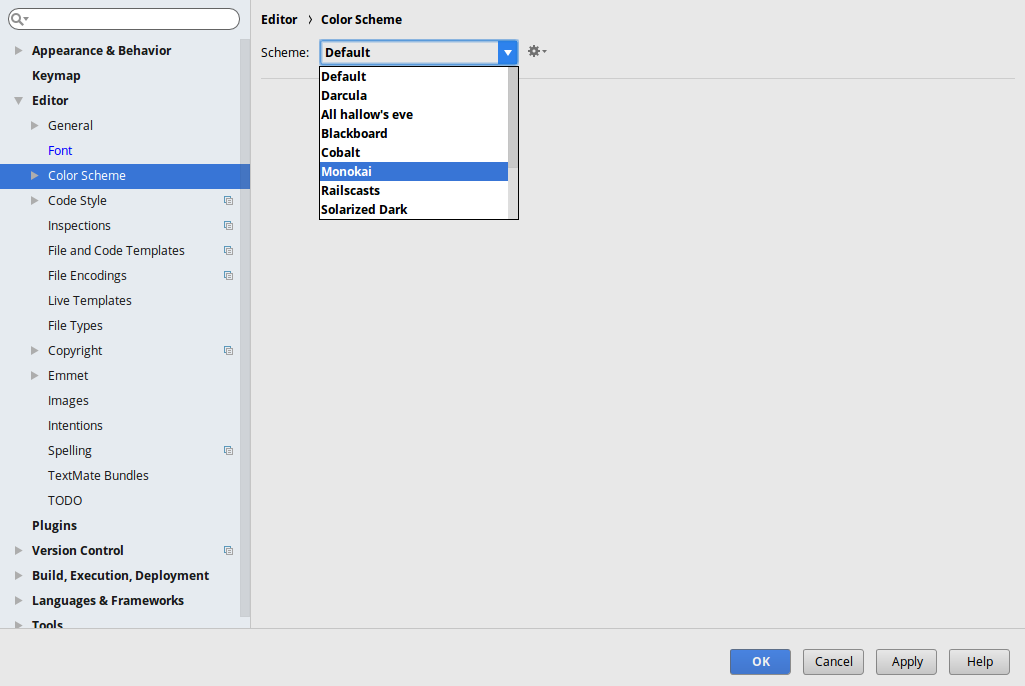 Appearance & Behavior
Keymap
Editor
General
Font
Color Scheme
Code Style
Inspections
File and Code Templates
File Encodings
Live Templates
File Types
Copyright
Emmet
Images
Intentions
Spelling
TextMate Bundles
TODO
Plugins
Version Control
Build, Execution, Deployment
Languages & Frameworks
Tools
Editor › Color Scheme
Scheme: Default
Default
Darcula
All hallow's eve
Blackboard
Cobalt
Monokai
Railscasts
Solarized Dark
OK Cancel Apply Help